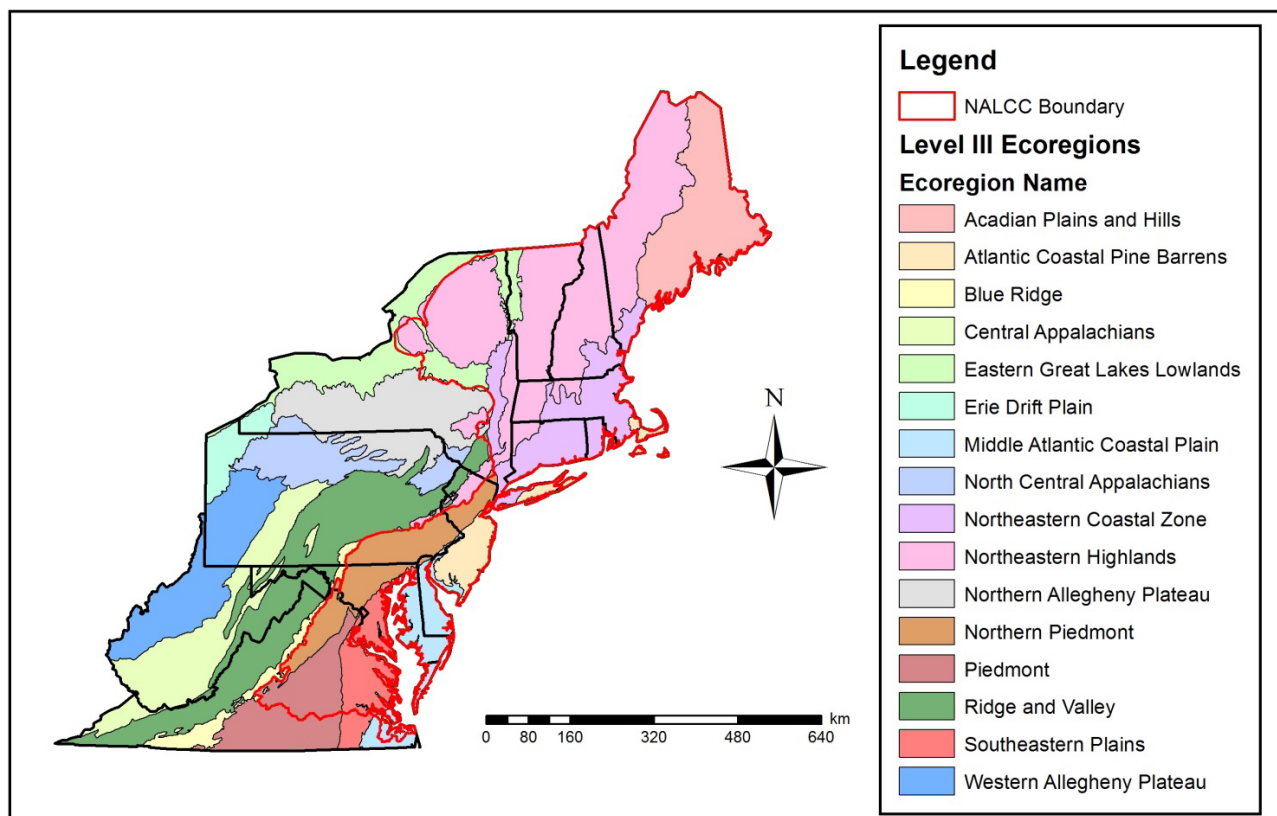 Legend
NALCC Boundary
Level III Ecoregions
Ecoregion Name
Acadian Plains and Hills
Atlantic Coastal Pine Barrens
Blue Ridge
Central Appalachians
Eastern Great Lakes Lowlands
Erie Drift Plain
Middle Atlantic Coastal Plain
North Central Appalachians
Northeastern Coastal Zone
Northeastern Highlands
Northern Allegheny Plateau
Northern Piedmont
Piedmont
Ridge and Valley
Southeastern Plains
Western Allegheny Plateau
N
km
0 80 160 320 480 640